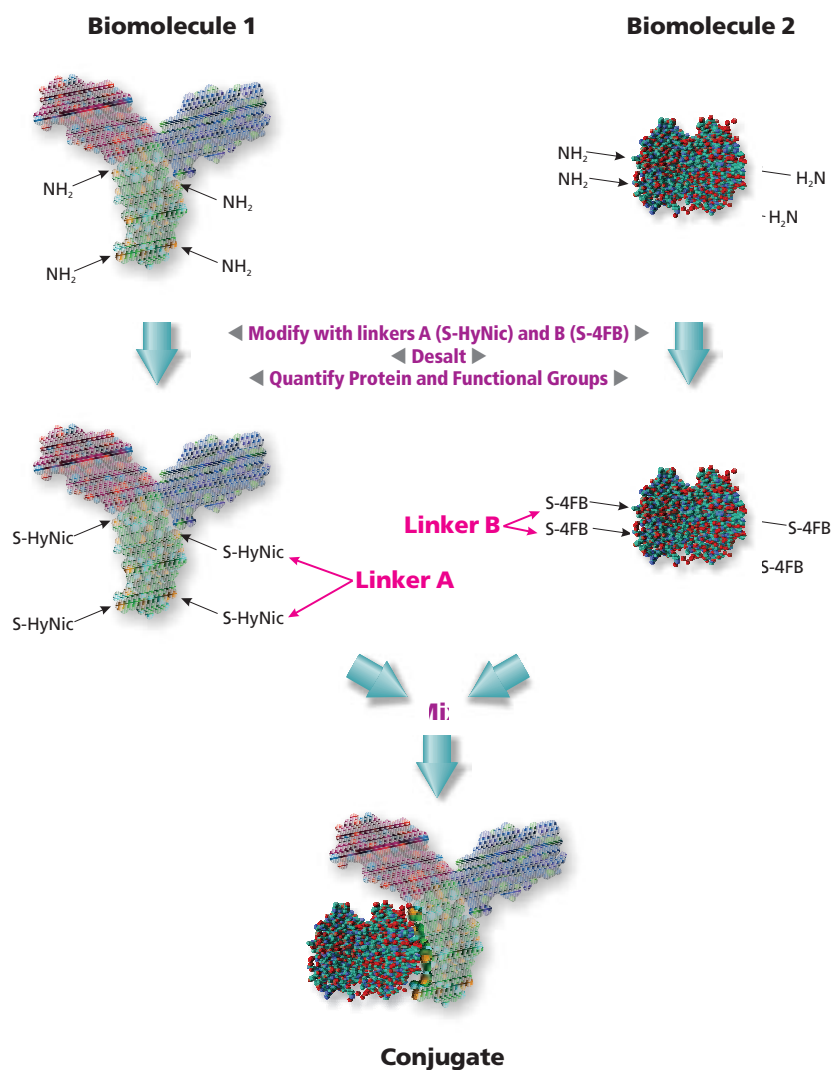 Biomolecule 1
Biomolecule 2
NH₂
NH₂
NH₂
NH₂
NH₂
NH₂
H₂N
H₂N
Modify with linkers A (S-HyNic) and B (S-4FB)
Desalt
Quantify Protein and Functional Groups
S-HyNic
S-HyNic
S-HyNic
S-HyNic
Linker A
Linker B
S-4FB
S-4FB
S-4FB
S-4FB
Conjugate